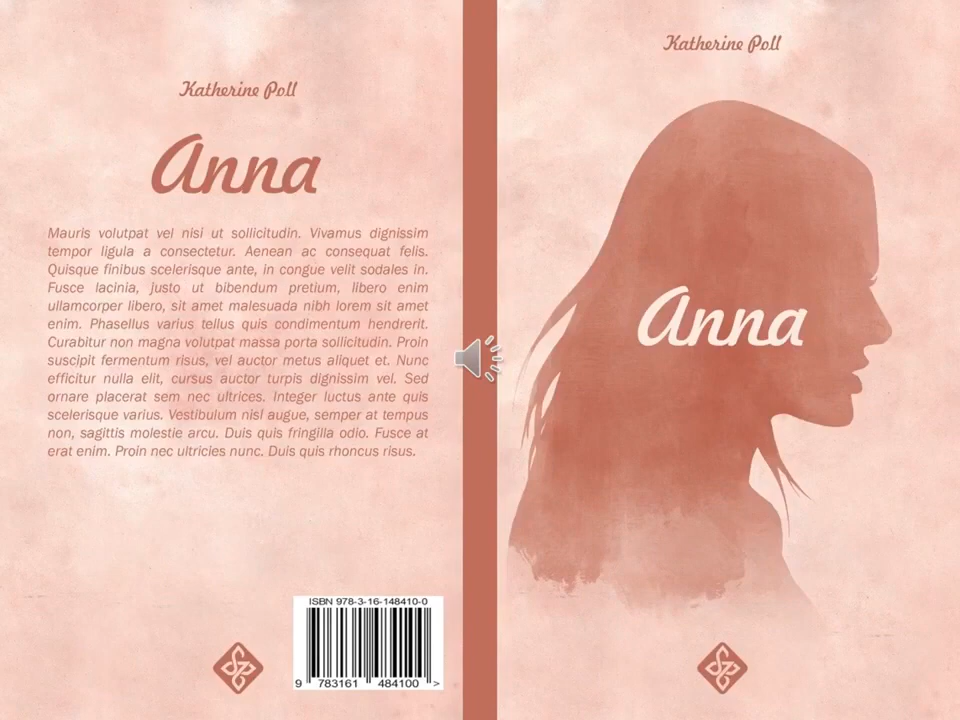 Katherine Poll
Anna
Mauris volutpat vel nisi ut sollicitudin. Vivamus dignissim
tempor ligula a consectetur. Aenean ac consequat felis.
Quisque finibus scelerisque ante, in congue velit sodales in.
Fusce lacinia, justo ut bibendum pretium, libero enim
ullamcorper libero, sit amet malesuada nibh lorem sit amet
enim. Phasellus varius tellus quis condimentum hendrerit.
Curabitur non magna volutpat massa porta sollicitudin. Proin
suscipit fermentum risus, vel auctor metus aliquet et. Nunc
efficitur nulla elit, cursus auctor turpis dignissim vel. Sed
ornare placerat sem nec ultrices. Integer luctus ante quis
scelerisque varius. Vestibulum nisl augue, semper at tempus
non, sagittis molestie arcu. Duis quis fringilla odio. Fusce at
erat enim. Proin nec ultricies nunc. Duis quis rhoncus risus.
ISBN 978-3-16-148410-0
9 783161 484100 >
Katherine Poll
Anna